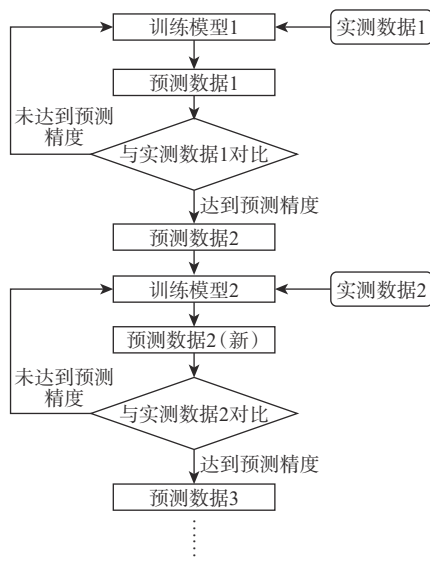 训练模型1
实测数据1
预测数据1
未达到预测
精度
与实测数据1对比
达到预测精度
预测数据2
训练模型2
实测数据2
预测数据2(新)
未达到预测
精度
与实测数据2对比
达到预测精度
预测数据3
……